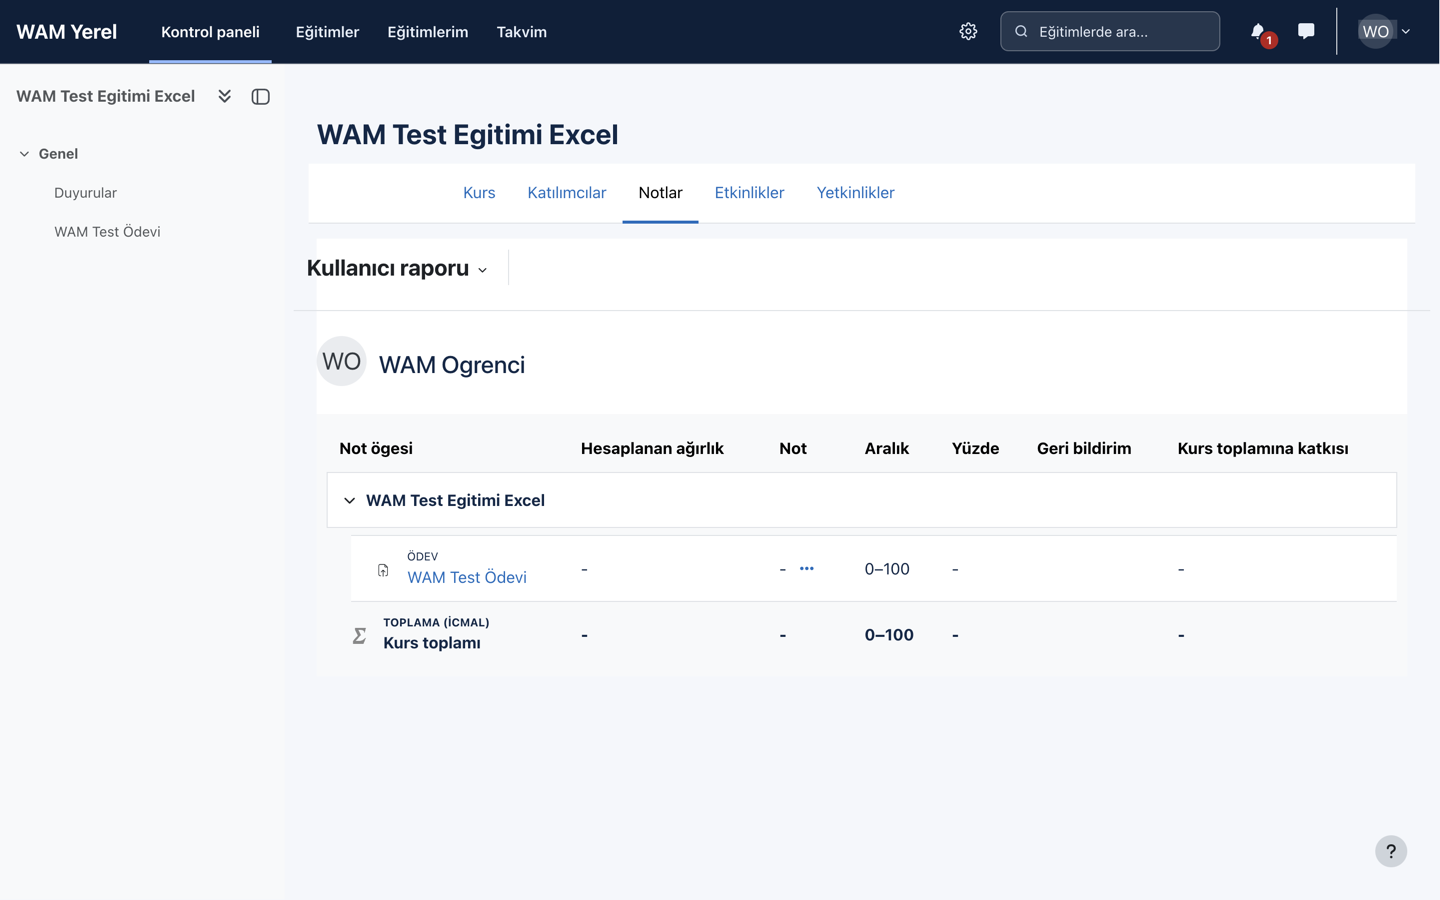 WAM Yerel
Kontrol paneli
Eğitimler
Eğitimlerim
Takvim
Eğitimlerde ara...
1
WO
WAM Test Egitimi Excel
Genel
Duyurular
WAM Test Ödevi
WAM Test Egitimi Excel
Kurs
Katılımcılar
Notlar
Etkinlikler
Yetkinlikler
Kullanıcı raporu
WO
WAM Ogrenci
Not ögesi Hesaplanan ağırlık Not Aralık Yüzde Geri bildirim Kurs toplamına katkısı
WAM Test Egitimi Excel
ÖDEV
WAM Test Ödevi - - ••• 0–100 - -
TOPLAMA (İCMAL)
Σ Kurs toplamı - - 0–100 - -
?